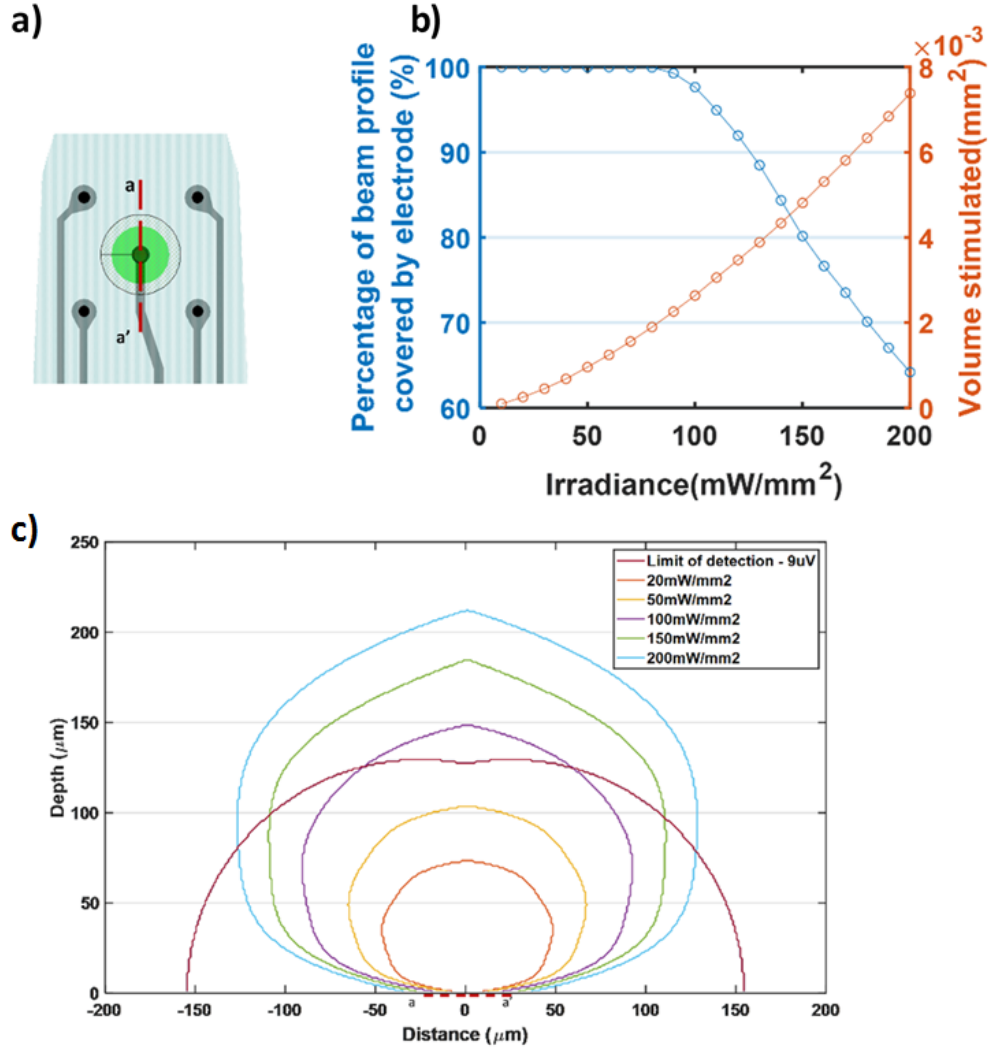 a)
a
a'
b)
Percentage of beam profile
covered by electrode (%)
100
90
80
70
60
×10-3
Volume stimulated(mm2)
8
6
4
2
0
0
50
100
150
200
Irradiance(mW/mm2)
c)
Depth (μm)
250
200
150
100
50
0
Limit of detection - 9uV
20mW/mm2
50mW/mm2
100mW/mm2
150mW/mm2
200mW/mm2
a
a'
-200
-150
-100
-50
0
50
100
150
200
Distance (μm)